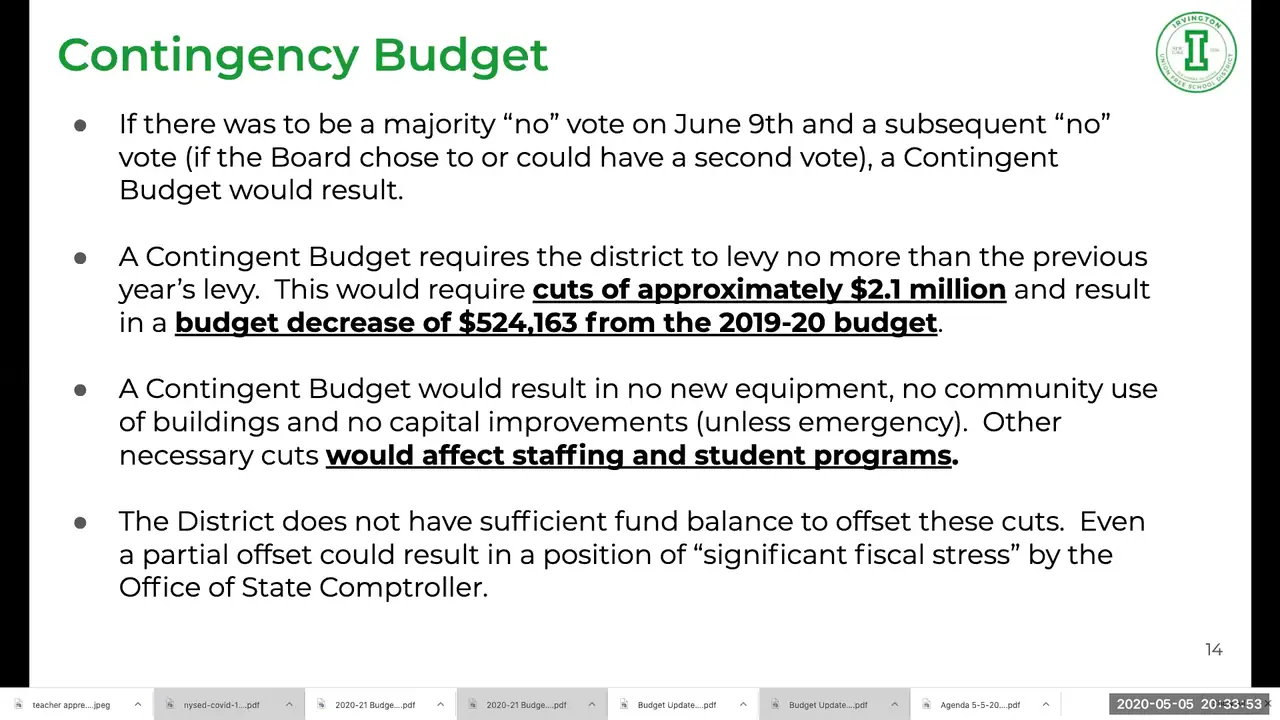 Contingency Budget
IRVINGTON
UNION FREE SCHOOL DISTRICT
I
● If there was to be a majority “no” vote on June 9th and a subsequent “no”
vote (if the Board chose to or could have a second vote), a Contingent
Budget would result.
● A Contingent Budget requires the district to levy no more than the previous
year’s levy.  This would require cuts of approximately $2.1 million and result
in a budget decrease of $524,163 from the 2019-20 budget.
● A Contingent Budget would result in no new equipment, no community use
of buildings and no capital improvements (unless emergency).  Other
necessary cuts would affect staffing and student programs.
● The District does not have sufficient fund balance to offset these cuts.  Even
a partial offset could result in a position of “significant fiscal stress” by the
Office of State Comptroller.
14
teacher appre....jpeg
nysed-covid-1....pdf
2020-21 Budge....pdf
2020-21 Budge....pdf
Budget Update....pdf
Budget Update....pdf
Agenda 5-5-20....pdf
2020-05-05 20:33:53